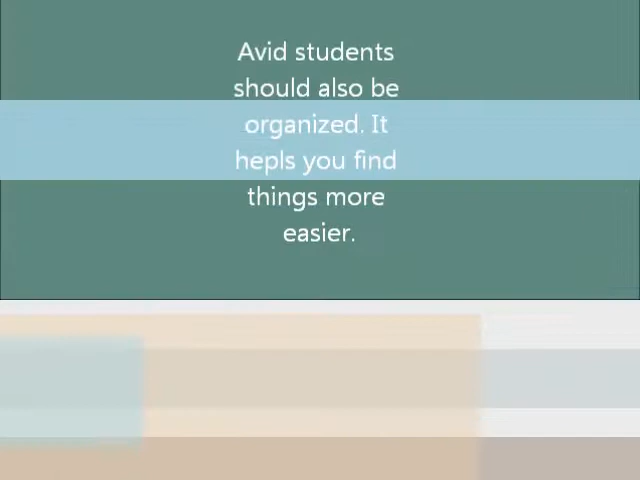 Avid students
should also be
organized. It
hepls you find
things more
easier.